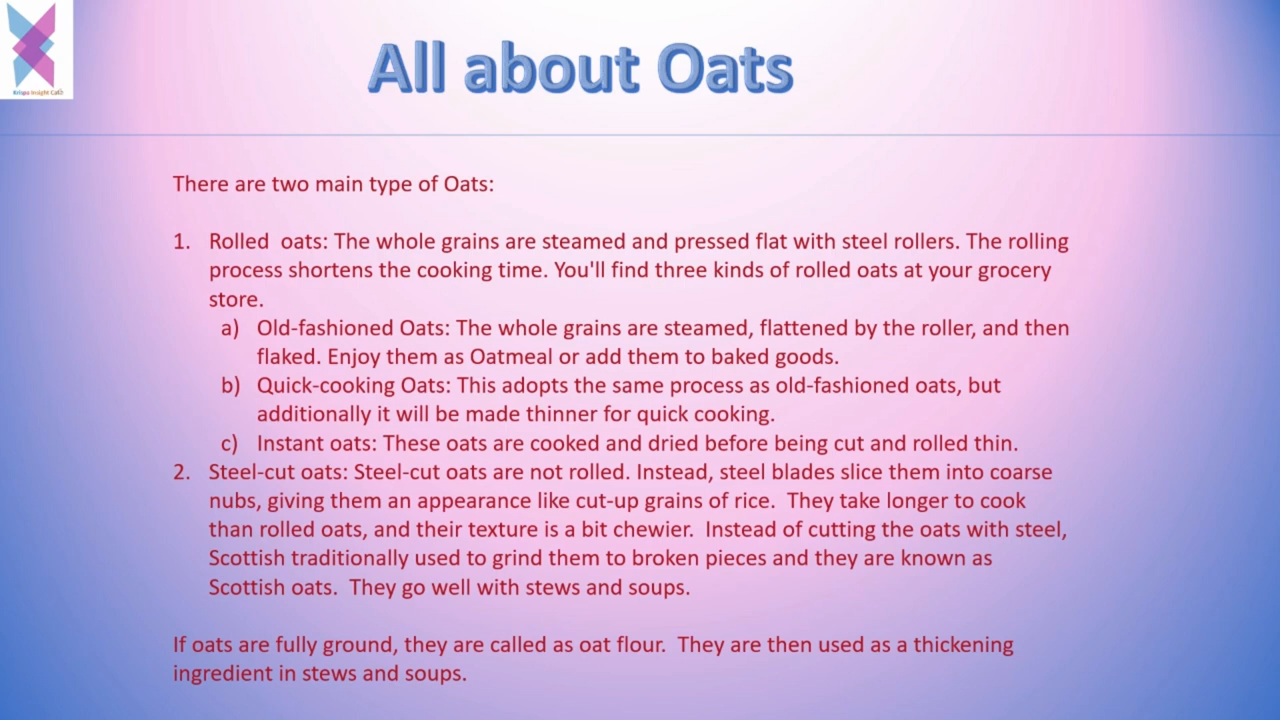 All about Oats
There are two main type of Oats:
1. Rolled  oats: The whole grains are steamed and pressed flat with steel rollers. The rolling
process shortens the cooking time. You'll find three kinds of rolled oats at your grocery
store.
a) Old-fashioned Oats: The whole grains are steamed, flattened by the roller, and then
flaked. Enjoy them as Oatmeal or add them to baked goods.
b) Quick-cooking Oats: This adopts the same process as old-fashioned oats, but
additionally it will be made thinner for quick cooking.
c) Instant oats: These oats are cooked and dried before being cut and rolled thin.
2. Steel-cut oats: Steel-cut oats are not rolled. Instead, steel blades slice them into coarse
nubs, giving them an appearance like cut-up grains of rice.  They take longer to cook
than rolled oats, and their texture is a bit chewier.  Instead of cutting the oats with steel,
Scottish traditionally used to grind them to broken pieces and they are known as
Scottish oats.  They go well with stews and soups.
If oats are fully ground, they are called as oat flour.  They are then used as a thickening
ingredient in stews and soups.